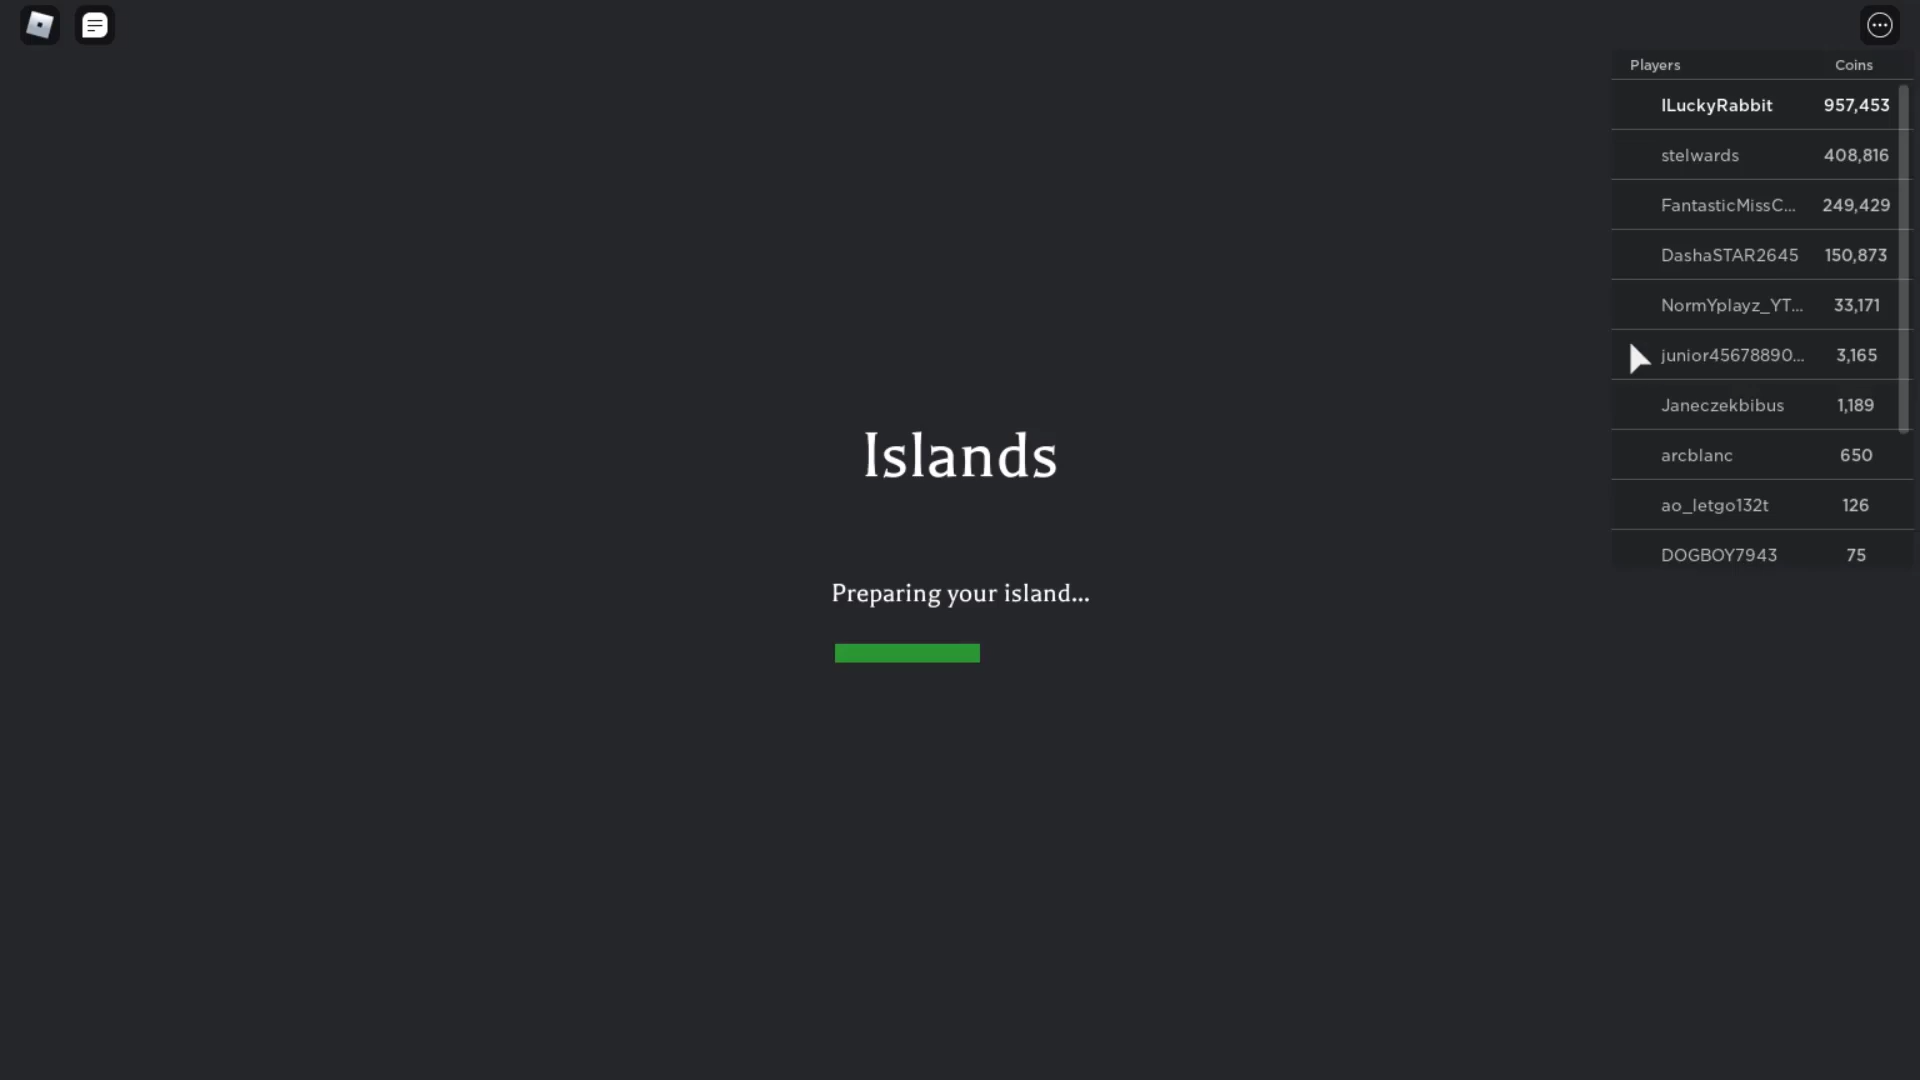 Players Coins
ILuckyRabbit 957,453
stelwards 408,816
FantasticMissC... 249,429
DashaSTAR2645 150,873
NormYplayz_YT... 33,171
junior45678890... 3,165
Janeczekbibus 1,189
arcblanc 650
ao_letgo132t 126
DOGBOY7943 75
Islands
Preparing your island...